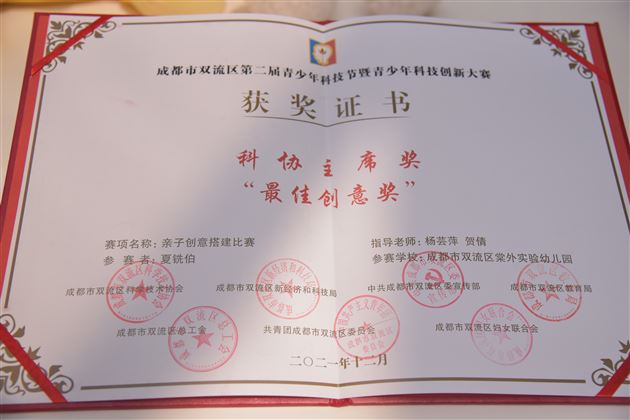 成都市双流区第二届青少年科技节暨青少年科技创新大赛
获奖证书
科协主席奖
“最佳创意奖”
赛项名称：亲子创意搭建比赛
指导老师：杨芸萍 贺倩
参赛者：夏铣伯
参赛学校：成都市双流区棠外实验幼儿园
成都市双流区科学技术协会
成都市双流区新经济和科技局
中共成都市双流区委宣传部
成都市双流区教育局
成都市双流区总工会
共青团成都市双流区委员会
成都市双流区妇女联合会
二〇二一年十二月